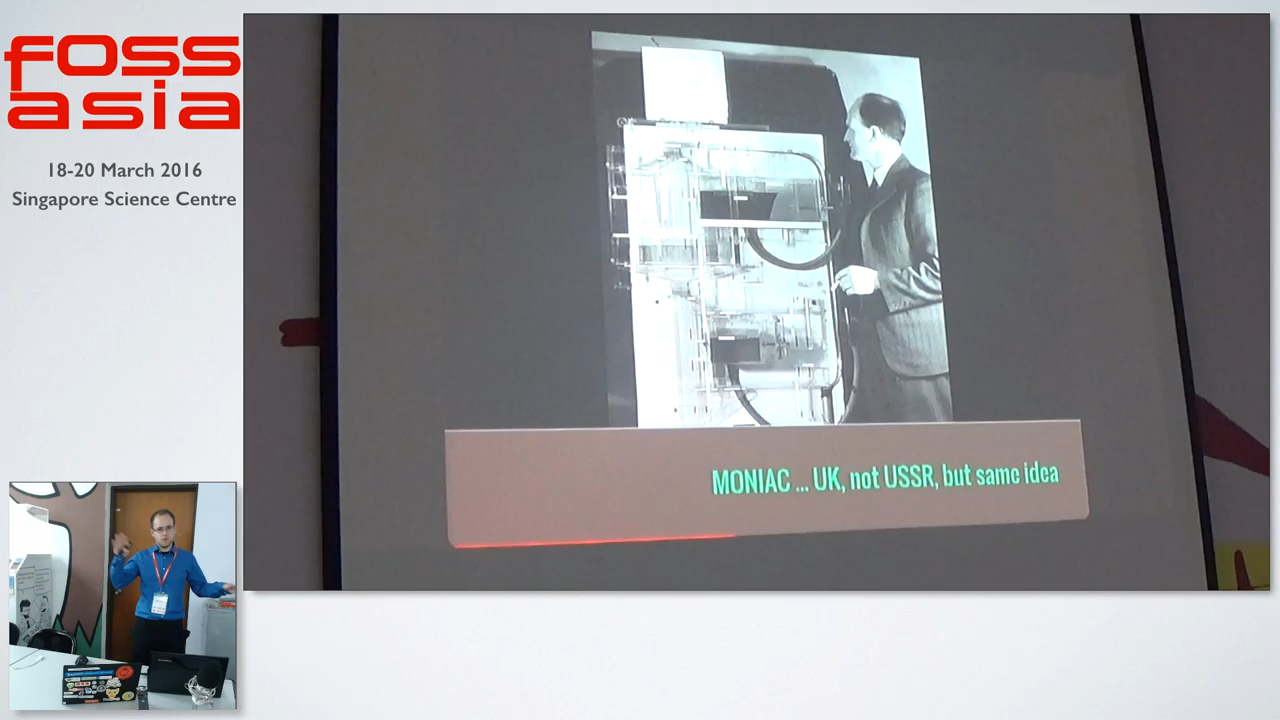 foss
asia
18-20 March 2016
Singapore Science Centre
MONIAC ... UK, not USSR, but same idea